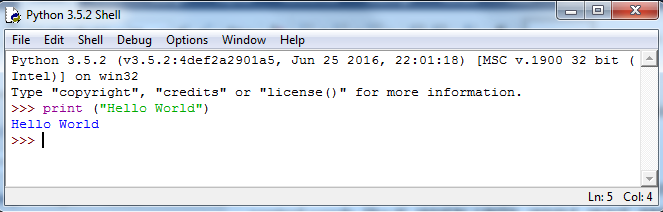 Python 3.5.2 Shell
File Edit Shell Debug Options Window Help
Python 3.5.2 (v3.5.2:4def2a2901a5, Jun 25 2016, 22:01:18) [MSC v.1900 32 bit (
Intel)] on win32
Type "copyright", "credits" or "license()" for more information.
>>> print ("Hello World")
Hello World
>>>
Ln: 5 Col: 4